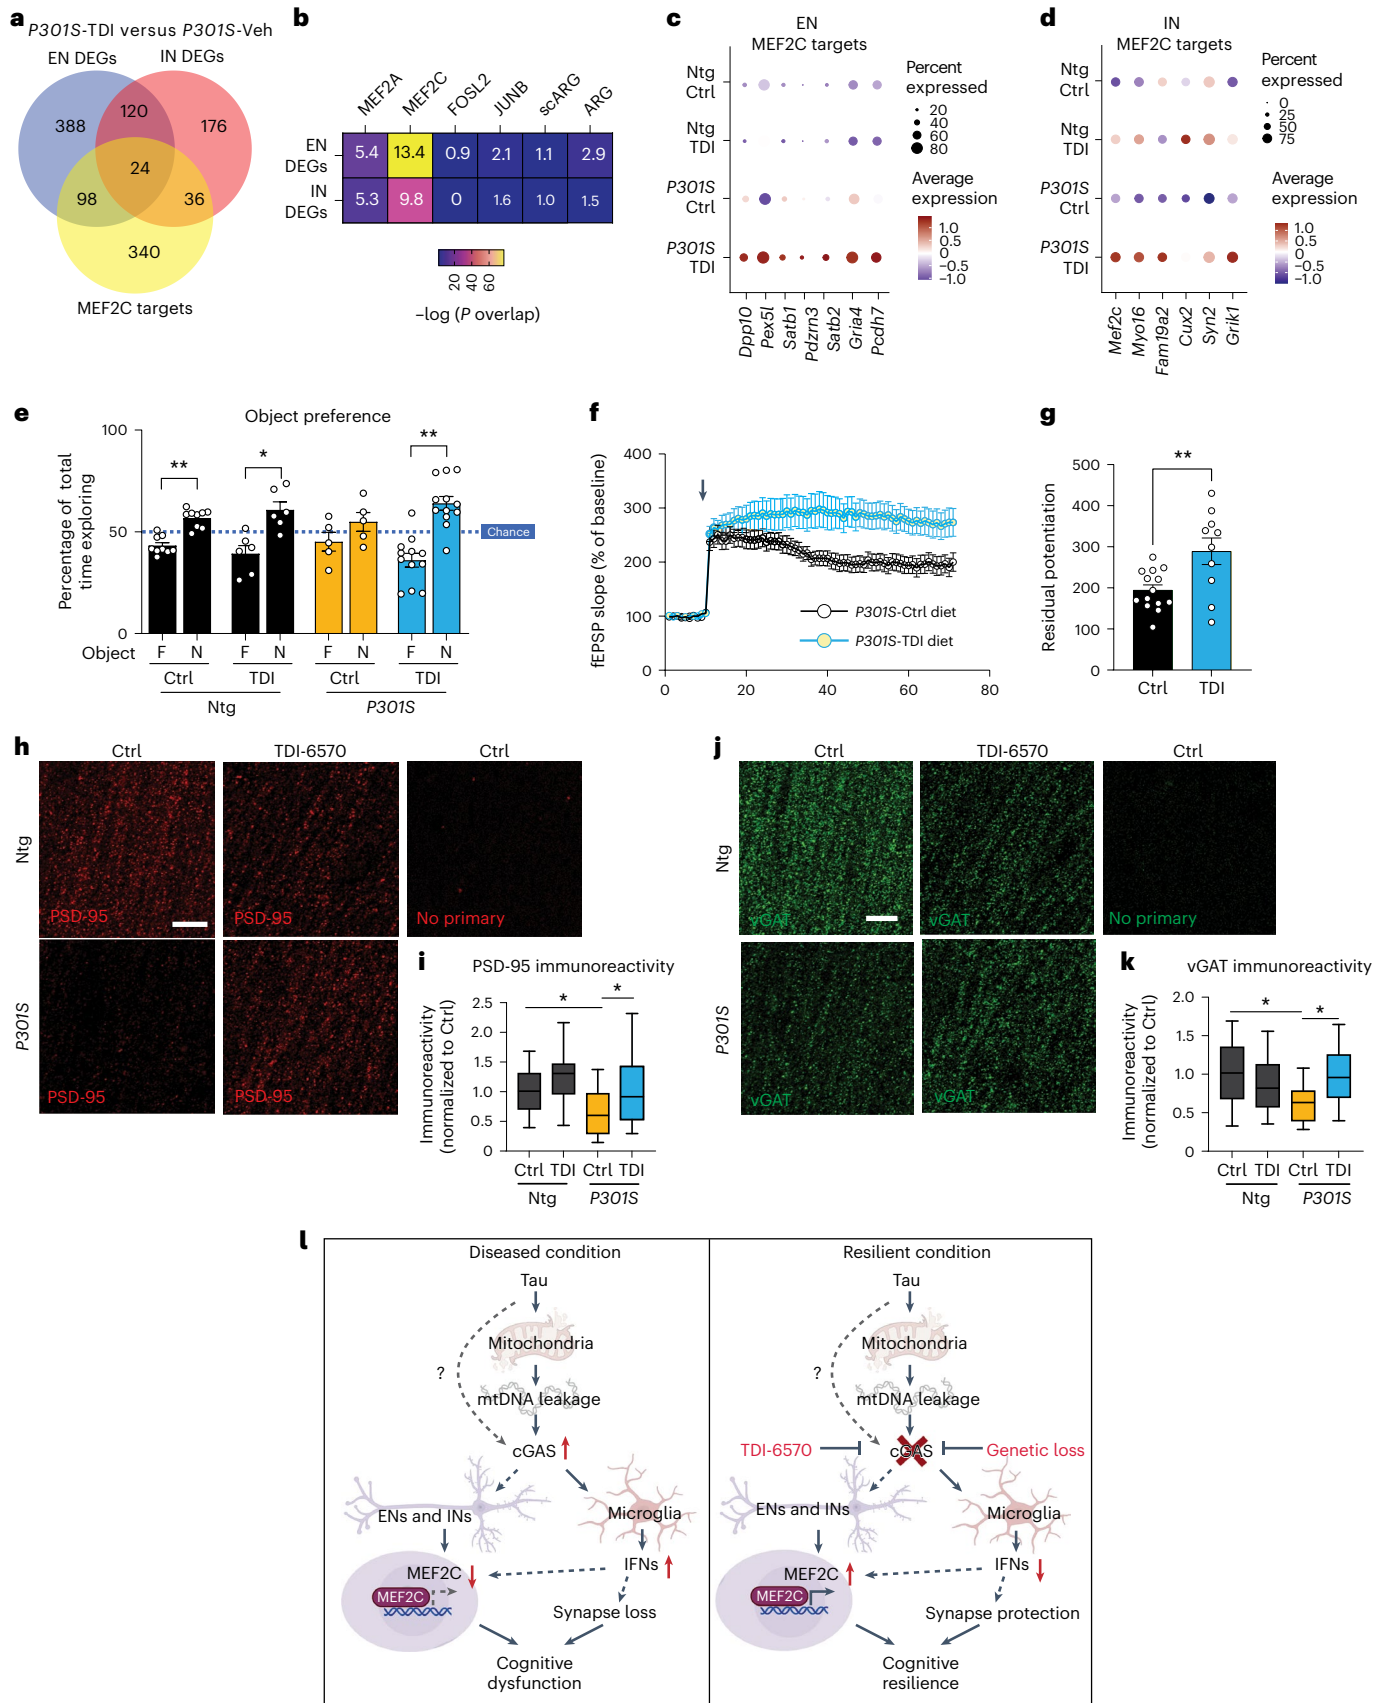 a
P301S-TDI versus P301S-Veh
EN DEGs
IN DEGs
388
120
176
24
98
36
340
MEF2C targets
b
MEF2A
MEF2C
FOSL2
JUNB
scARG
ARG
EN
DEGs
5.4
13.4
0.9
2.1
1.1
2.9
IN
DEGs
5.3
9.8
0
1.6
1.0
1.5
20
40
60
–log (P overlap)
c
EN
MEF2C targets
Ntg
Ctrl
Ntg
TDI
P301S
Ctrl
P301S
TDI
Dpp10
Pex5l
Satb1
Pdzrn3
Satb2
Gria4
Pcdh7
Percent
expressed
20
40
60
80
Average
expression
1.0
0.5
0
–0.5
–1.0
d
IN
MEF2C targets
Ntg
Ctrl
Ntg
TDI
P301S
Ctrl
P301S
TDI
Mef2c
Myo16
Fam19a2
Cux2
Syn2
Grik1
Percent
expressed
0
25
50
75
Average
expression
1.0
0.5
0
–0.5
–1.0
e
Object preference
Percentage of total
time exploring
100
50
0
** * **
Chance
Object
F N F N F N F N
Ctrl TDI Ctrl TDI
Ntg P301S
f
fEPSP slope (% of baseline)
400
300
200
100
0
0 20 40 60 80
P301S-Ctrl diet
P301S-TDI diet
g
Residual potentiation
500
400
300
200
100
0
**
Ctrl TDI
h
Ctrl TDI-6570 Ctrl
Ntg
PSD-95 PSD-95 No primary
P301S
PSD-95 PSD-95
i
PSD-95 immunoreactivity
Immunoreactivity
(normalized to Ctrl)
2.5
2.0
1.5
1.0
0.5
0
* *
Ctrl TDI Ctrl TDI
Ntg P301S
j
Ctrl TDI-6570 Ctrl
Ntg
vGAT vGAT No primary
P301S
vGAT vGAT
k
vGAT immunoreactivity
Immunoreactivity
(normalized to Ctrl)
2.0
1.5
1.0
0.5
0
* *
Ctrl TDI Ctrl TDI
Ntg P301S
l
Diseased condition
Tau
Mitochondria
?
mtDNA leakage
cGAS
ENs and INs
Microglia
MEF2C
IFNs
MEF2C
Synapse loss
Cognitive
dysfunction
Resilient condition
Tau
Mitochondria
?
mtDNA leakage
TDI-6570
cGAS
Genetic loss
ENs and INs
Microglia
MEF2C
IFNs
MEF2C
Synapse protection
Cognitive
resilience